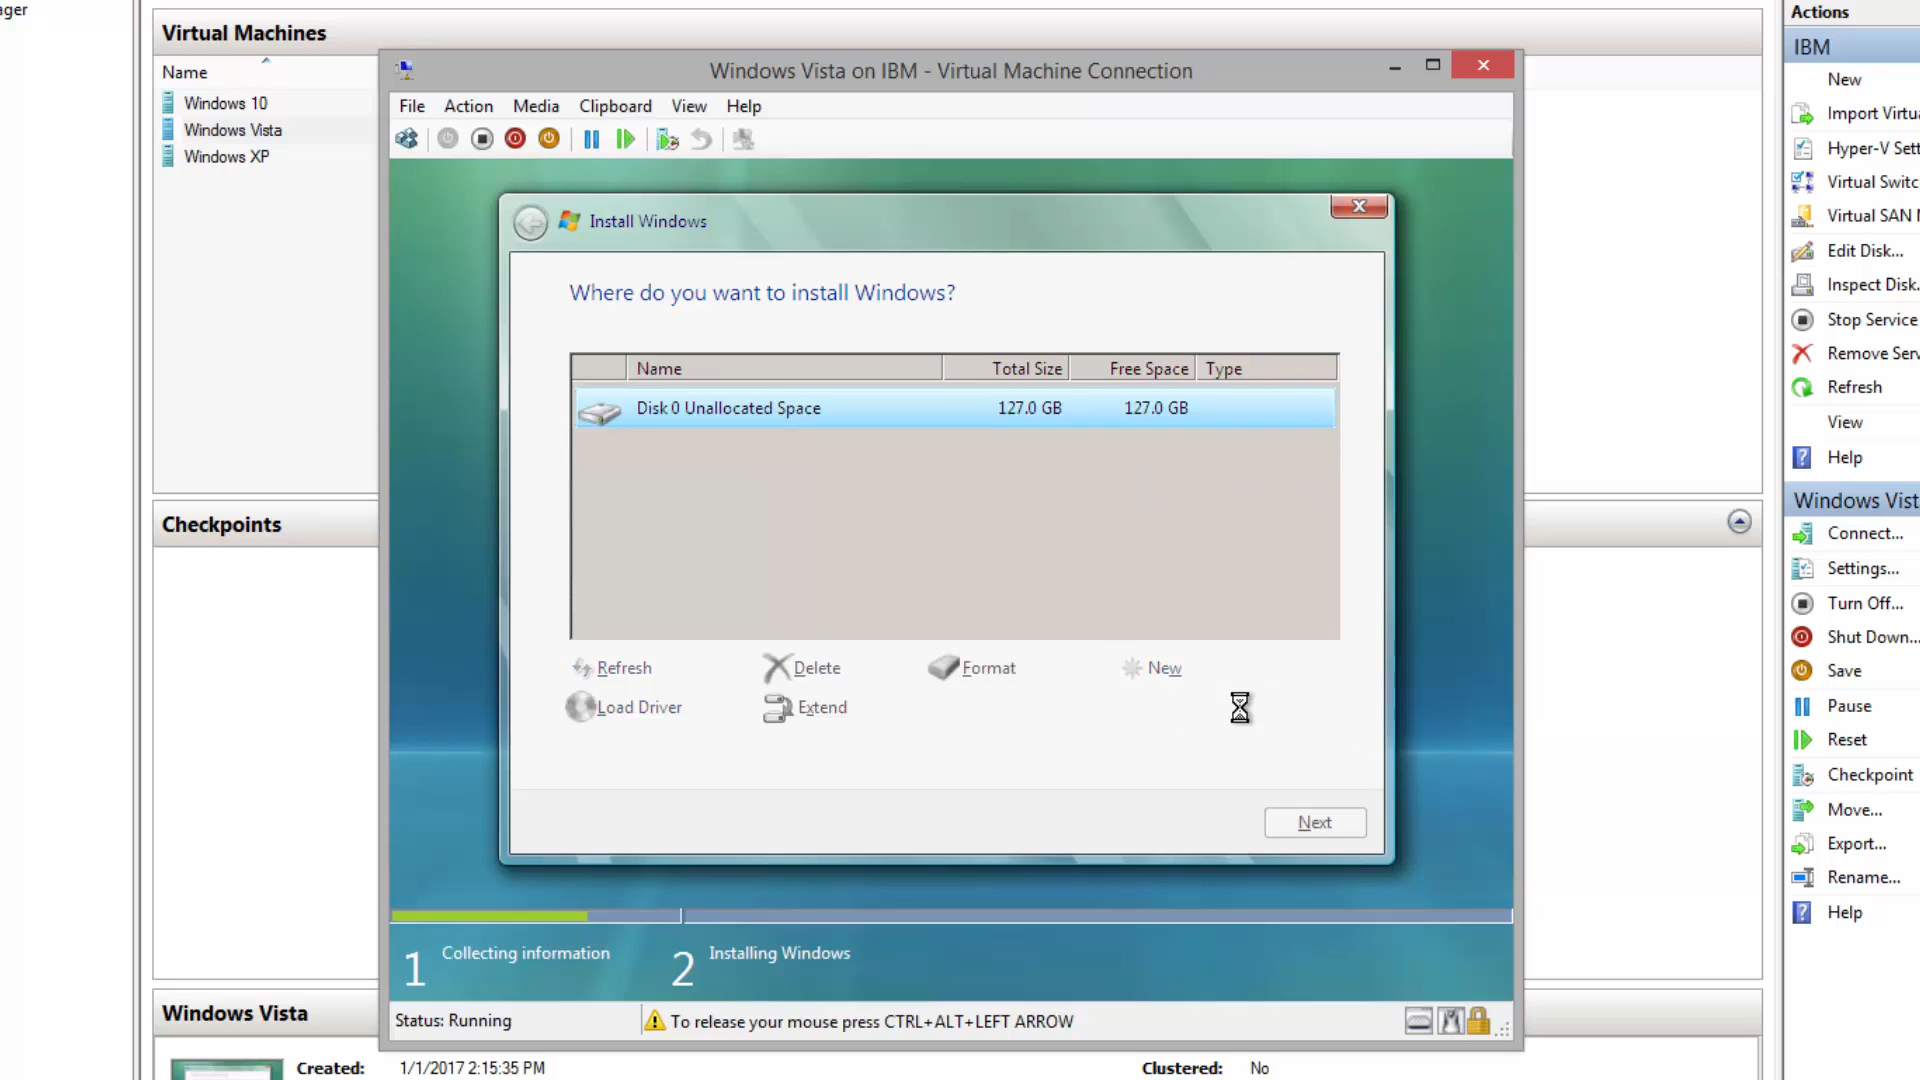 ager
Virtual Machines
Name
Windows 10
Windows Vista
Windows XP
Checkpoints
Windows Vista
Created: 1/1/2017 2:15:35 PM
Clustered: No
Windows Vista on IBM - Virtual Machine Connection
File Action Media Clipboard View Help
Install Windows
Where do you want to install Windows?
Name Total Size Free Space Type
Disk 0 Unallocated Space 127.0 GB 127.0 GB
Refresh Delete Format New
Load Driver Extend
Next
1 Collecting information 2 Installing Windows
Status: Running
To release your mouse press CTRL+ALT+LEFT ARROW
Actions
IBM
New
Import Virtua
Hyper-V Sett
Virtual Switc
Virtual SAN M
Edit Disk...
Inspect Disk.
Stop Service
Remove Serv
Refresh
View
Help
Windows Vist
Connect...
Settings...
Turn Off...
Shut Down...
Save
Pause
Reset
Checkpoint
Move...
Export...
Rename...
Help